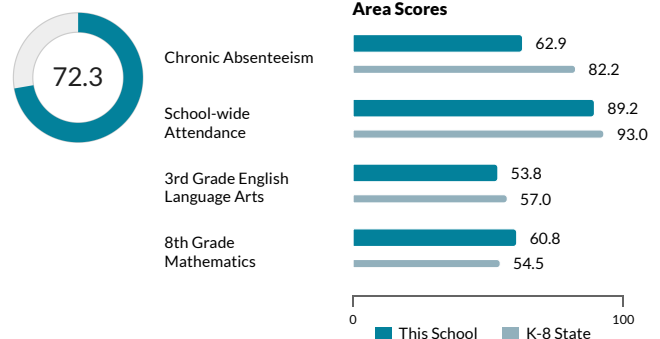 Area Scores
72.3
Chronic Absenteeism
62.9
82.2
School-wide
Attendance
89.2
93.0
3rd Grade English
Language Arts
53.8
57.0
8th Grade
Mathematics
60.8
54.5
0
100
This School
K-8 State